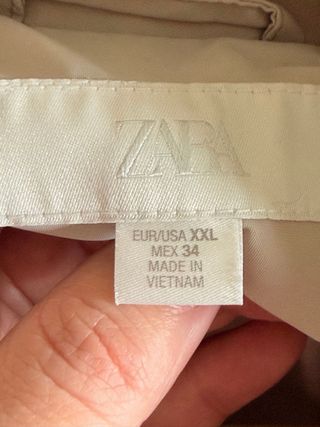 ZARA
EUR/USA XXL
MEX 34
MADE IN
VIETNAM